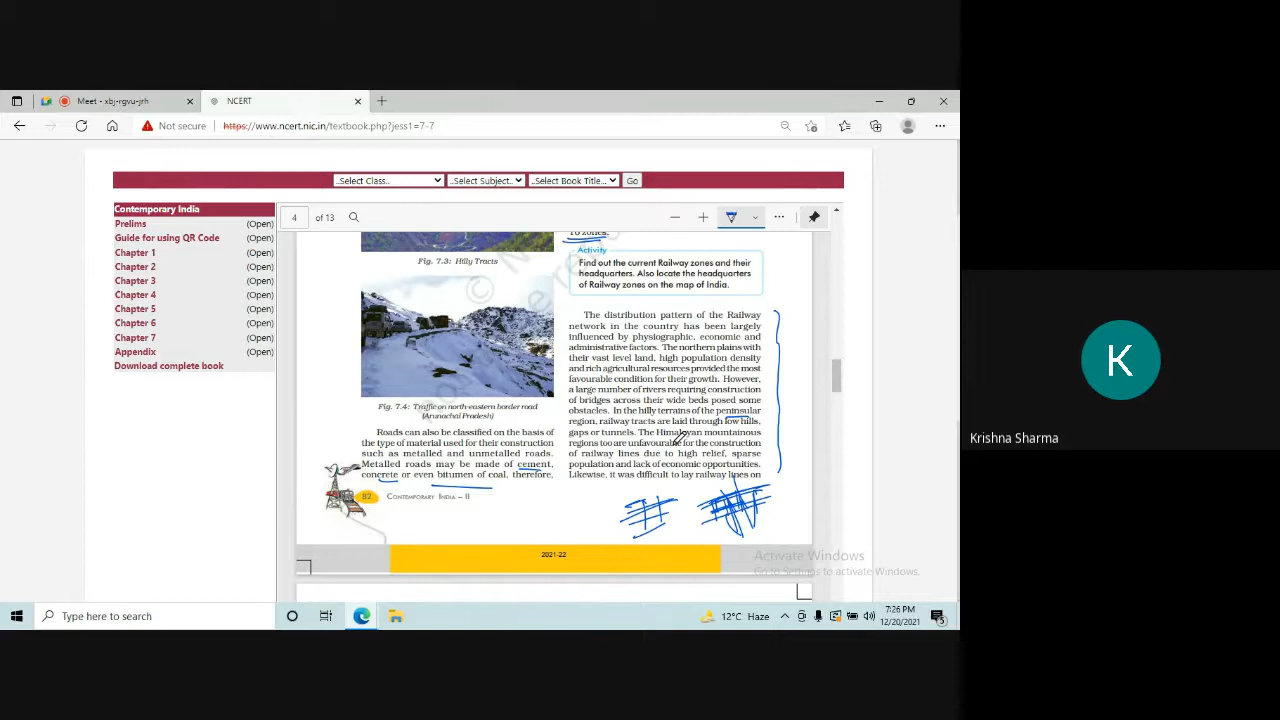 Meet - xbj-rgvu-jrh
NCERT
Not secure
https://www.ncert.nic.in/textbook.php?jess1=7-7
..Select Class..
..Select Subject..
..Select Book Title...
Go
Contemporary India
Prelims (Open)
Guide for using QR Code (Open)
Chapter 1 (Open)
Chapter 2 (Open)
Chapter 3 (Open)
Chapter 4 (Open)
Chapter 5 (Open)
Chapter 6 (Open)
Chapter 7 (Open)
Appendix (Open)
Download complete book
4 of 13
Fig. 7.3: Hilly Tracts
Fig. 7.4: Traffic on north-eastern border road
(Arunachal Pradesh)
Roads can also be classified on the basis of
the type of material used for their construction
such as metalled and unmetalled roads.
Metalled roads may be made of cement,
concrete or even bitumen of coal, therefore,
82 CONTEMPORARY INDIA – II
zones.
Activity
Find out the current Railway zones and their
headquarters. Also locate the headquarters
of Railway zones on the map of India.
The distribution pattern of the Railway
network in the country has been largely
influenced by physiographic, economic and
administrative factors. The northern plains with
their vast level land, high population density
and rich agricultural resources provided the most
favourable condition for their growth. However,
a large number of rivers requiring construction
of bridges across their wide beds posed some
obstacles. In the hilly terrains of the peninsular
region, railway tracts are laid through low hills,
gaps or tunnels. The Himalayan mountainous
regions too are unfavourable for the construction
of railway lines due to high relief, sparse
population and lack of economic opportunities.
Likewise, it was difficult to lay railway lines on
2021-22
Activate Windows
Go to Settings to activate Windows.
K
Krishna Sharma
Type here to search
12°C Haze
7:26 PM
12/20/2021
5